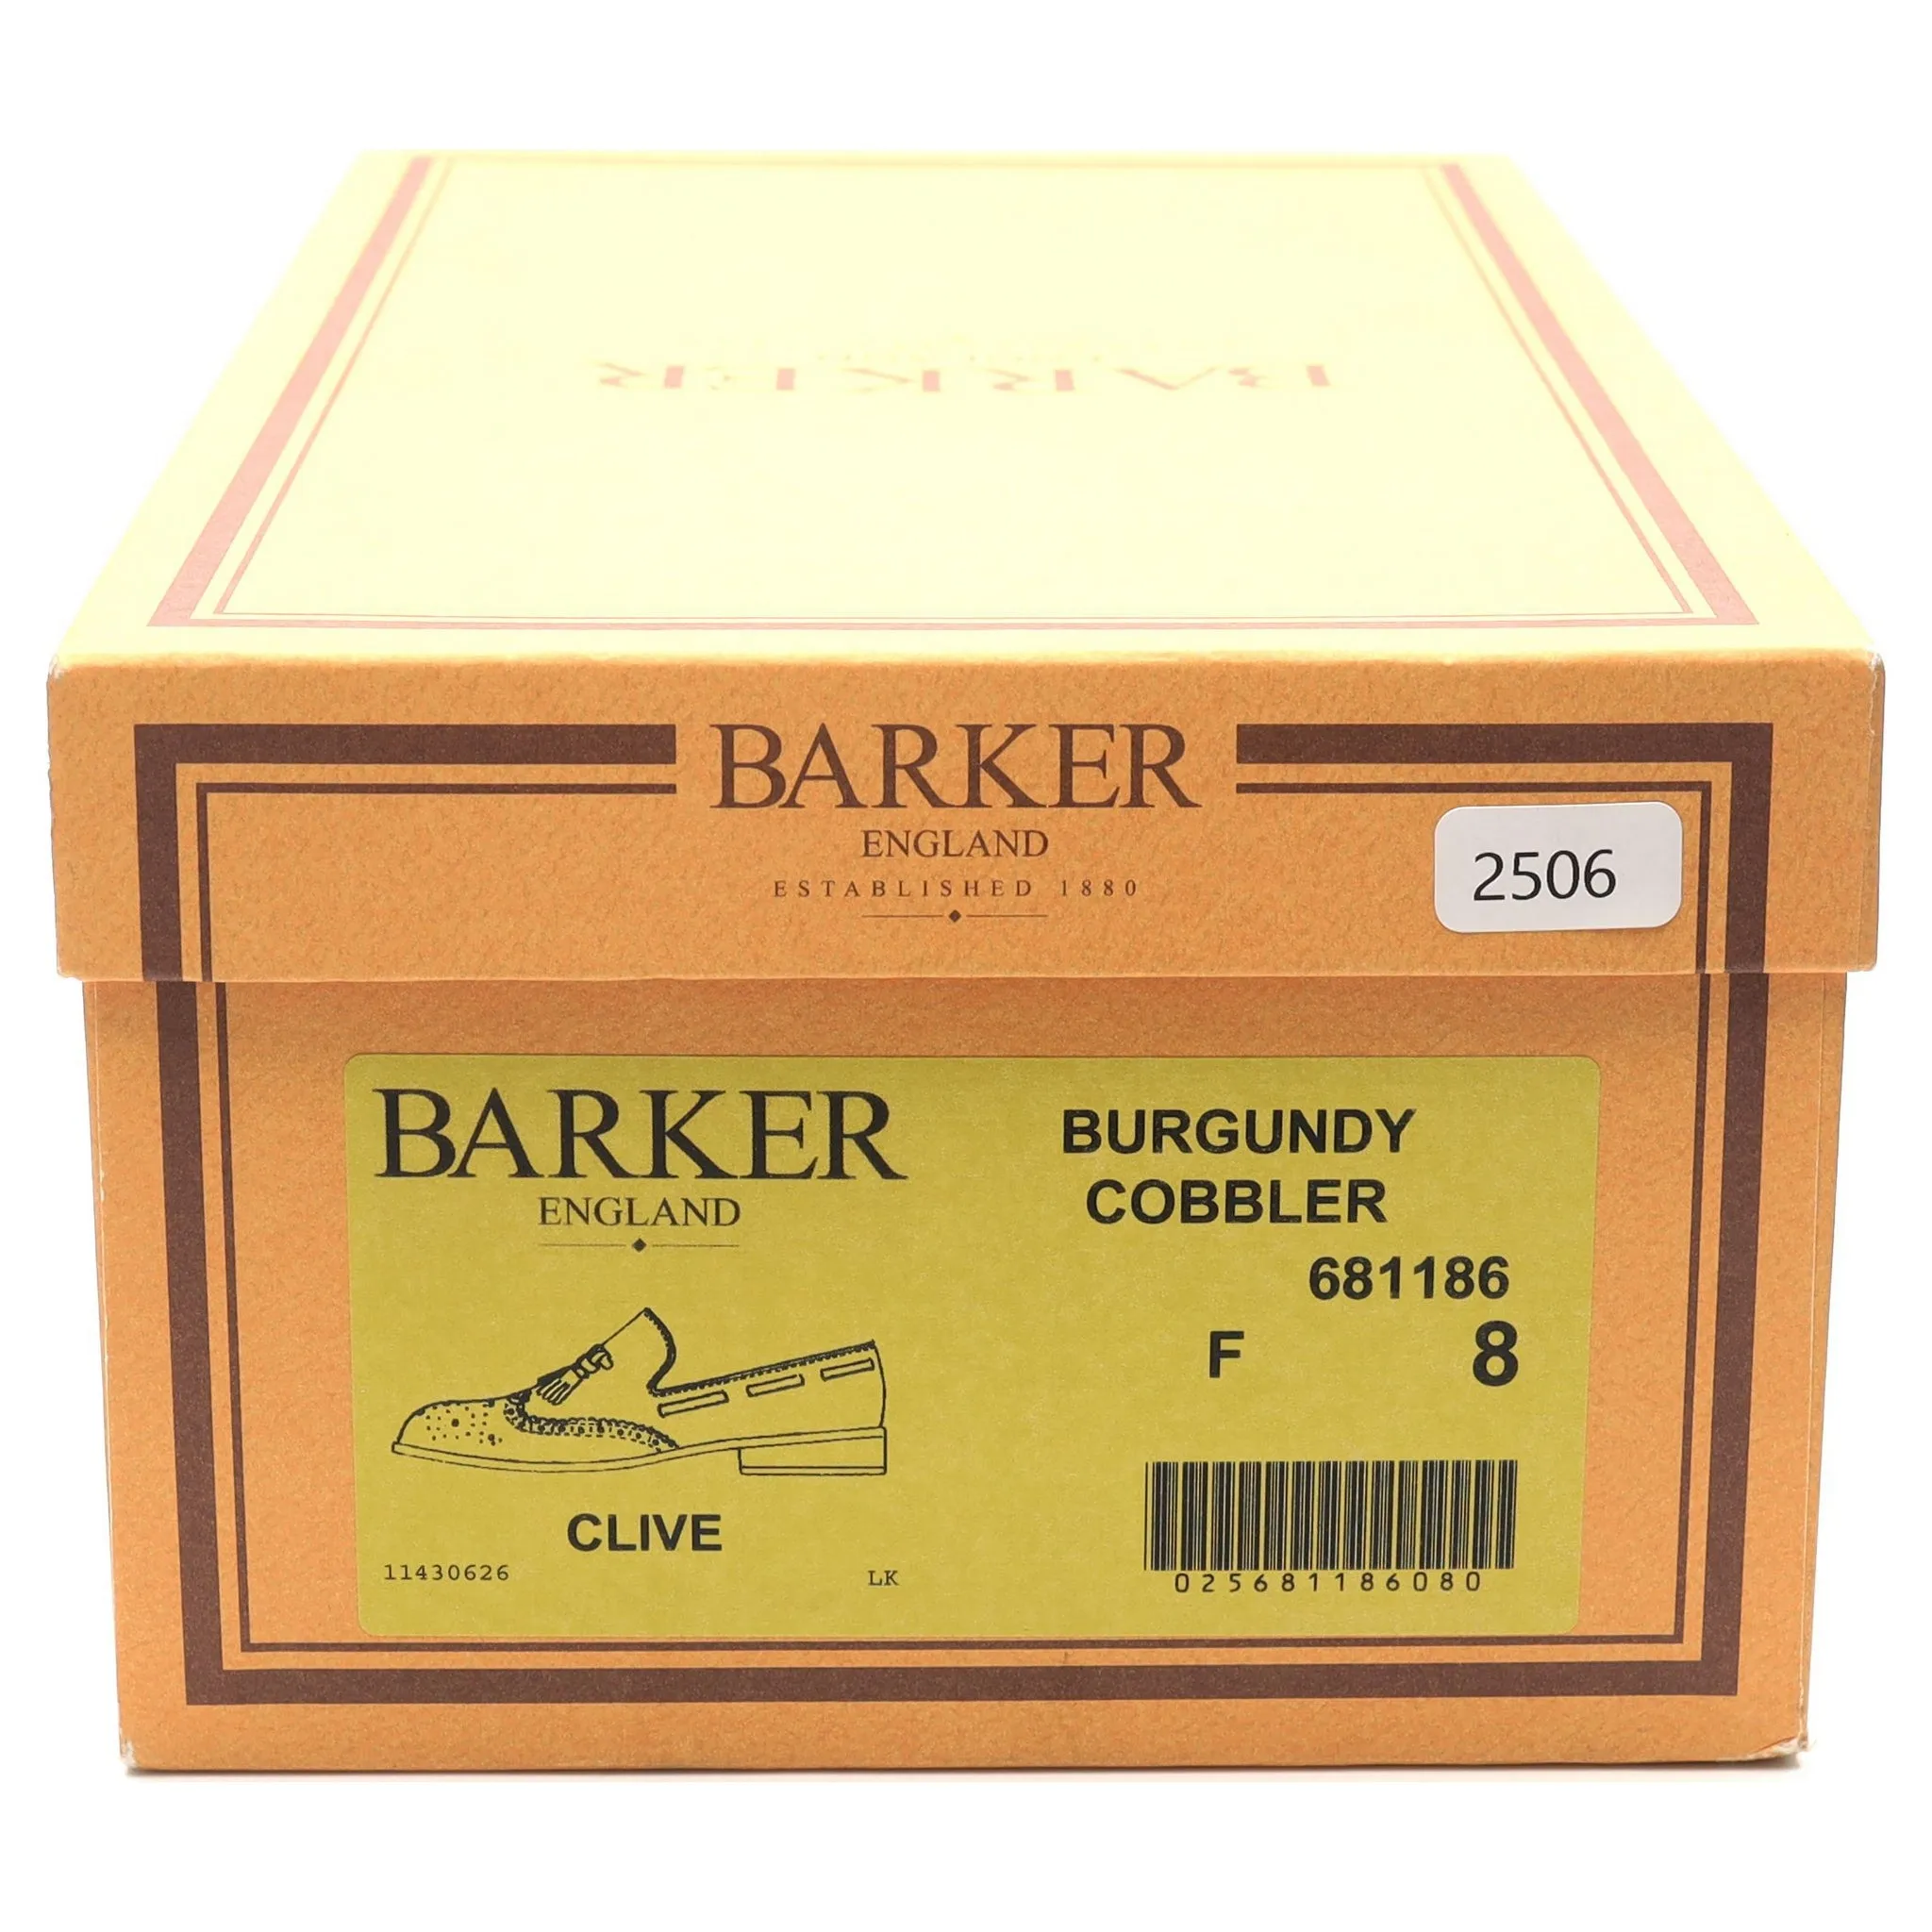 BARKER
BARKER
ENGLAND
ESTABLISHED 1880
2506
BARKER
ENGLAND
BURGUNDY
COBBLER
681186
F 8
CLIVE
11430626
LK
025681186080